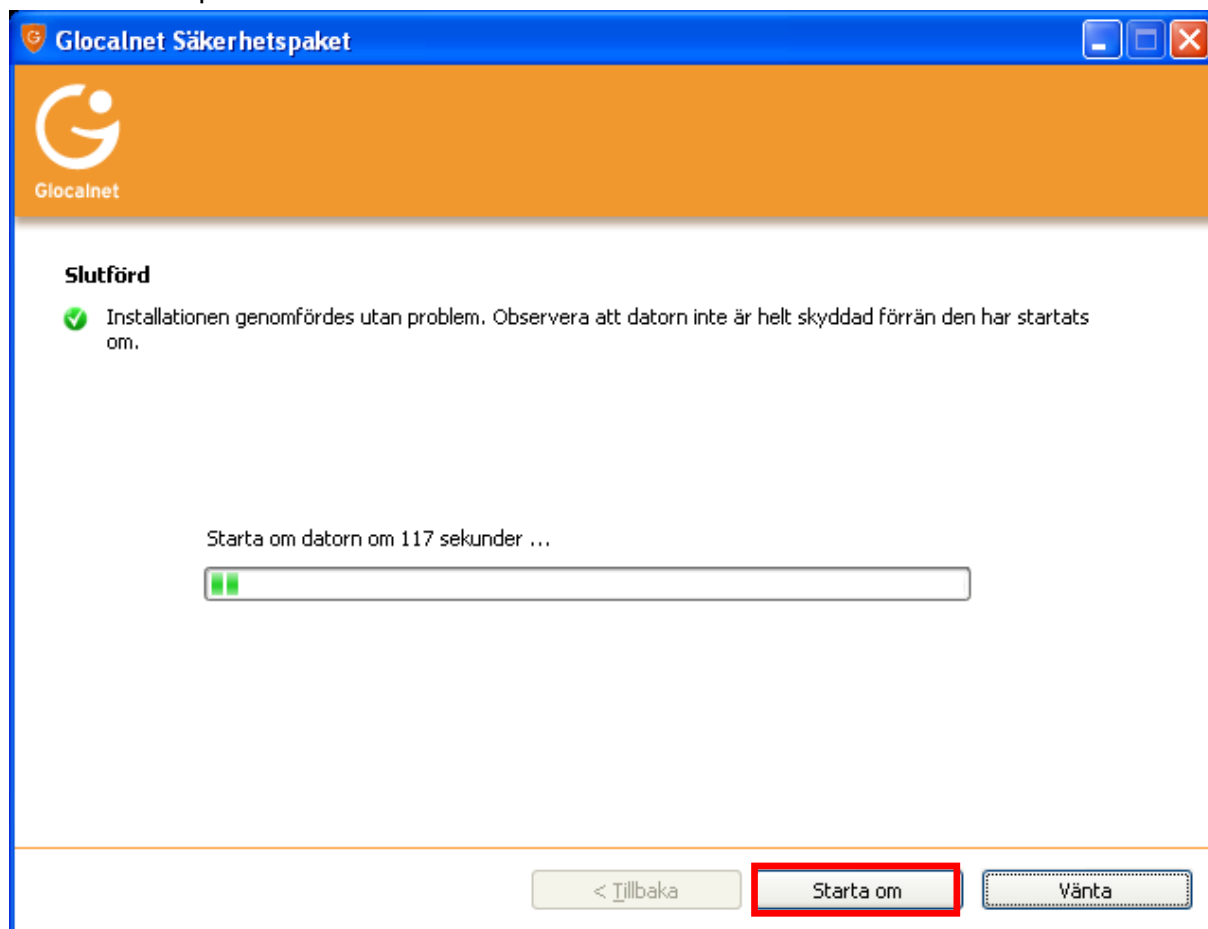 Glocalnet Säkerhetspaket
Glocalnet
Slutförd
Installationen genomfördes utan problem. Observera att datorn inte är helt skyddad förrän den har startats
om.
Starta om datorn om 117 sekunder ...
< Tillbaka
Starta om
Vänta